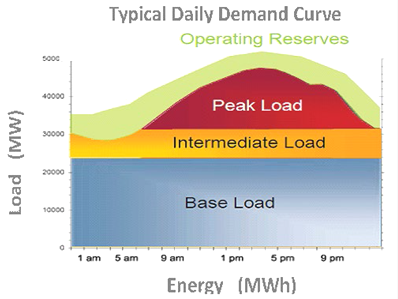 Typical Daily Demand Curve
Operating Reserves
5000
40000
30000
20000
10000
0
Load (MW)
Peak Load
Intermediate Load
Base Load
1 am 5 am 9 am 1 pm 5 pm 9 pm
Energy (MWh)